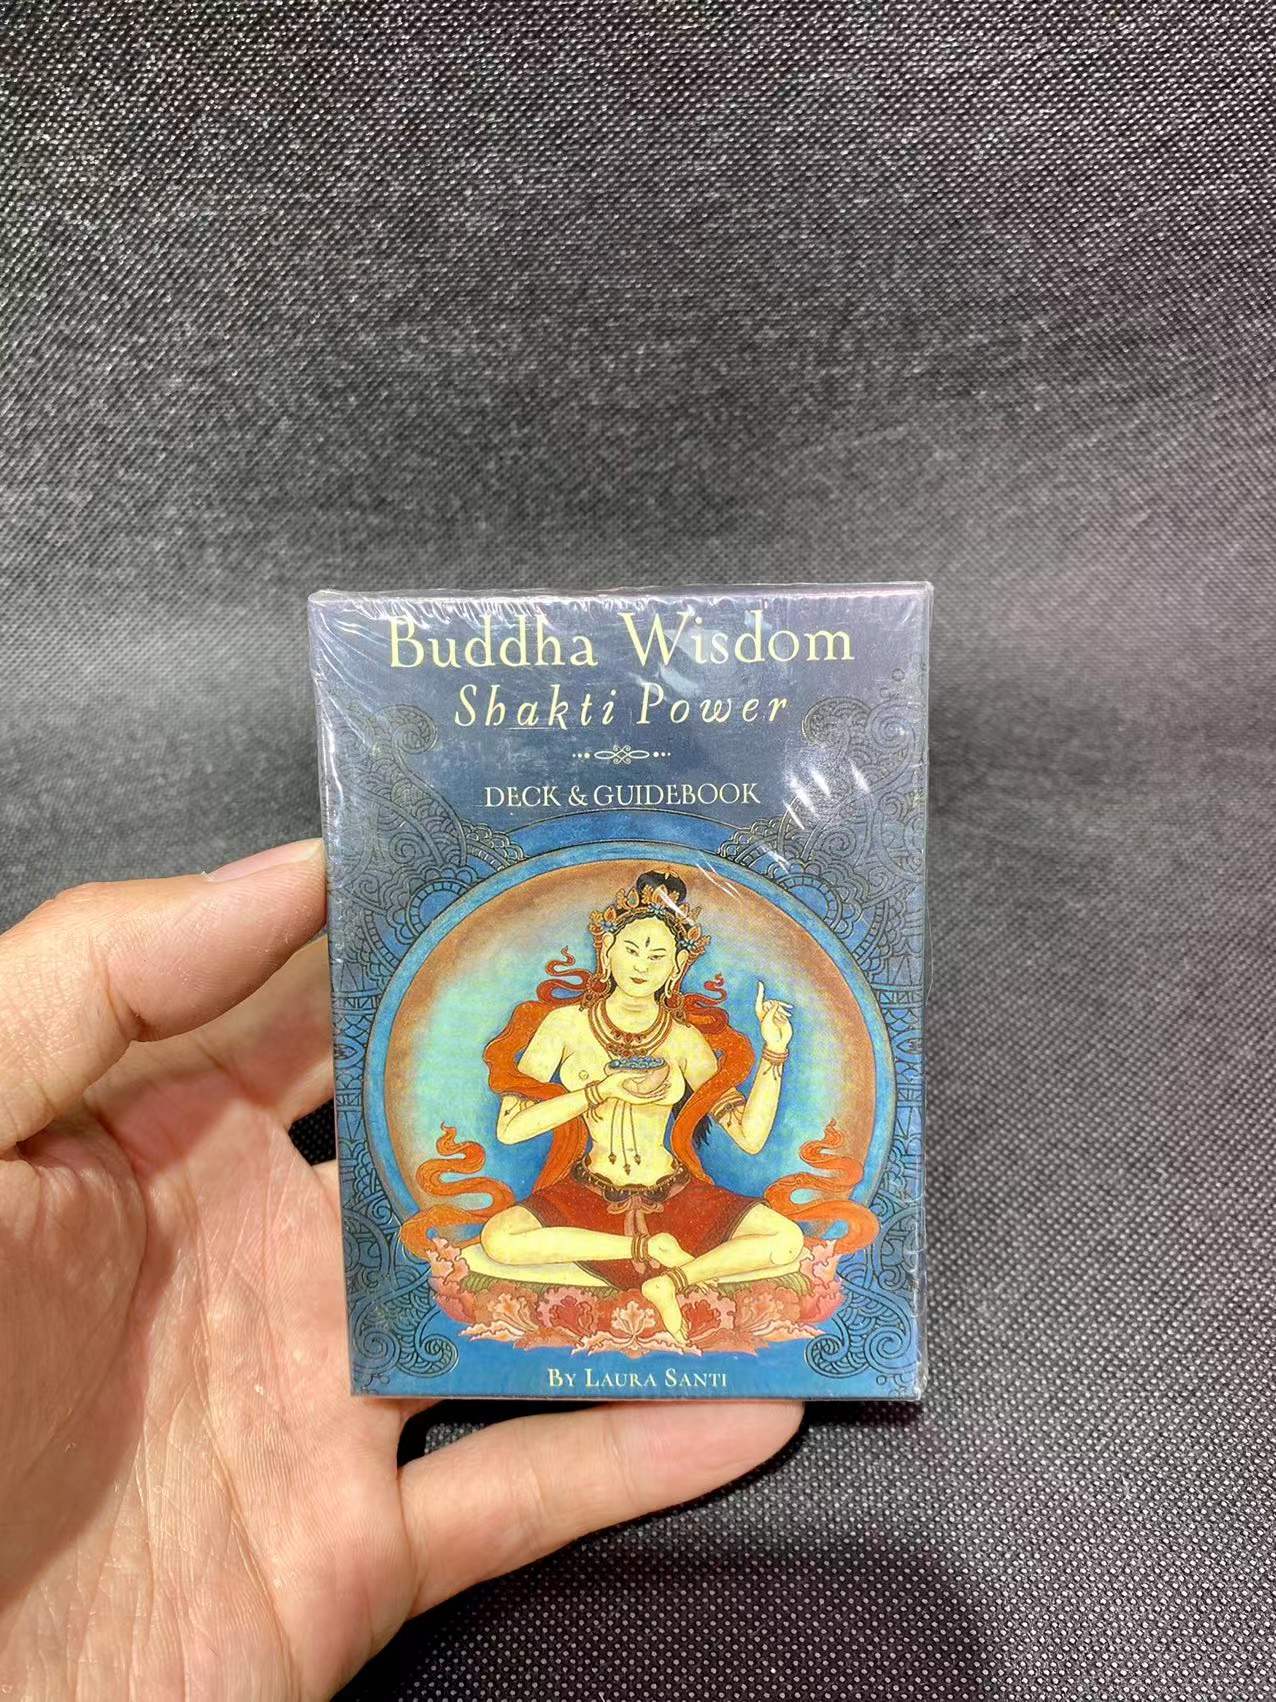 Buddha Wisdom
Shakti Power
DECK & GUIDEBOOK
BY LAURA SANTI